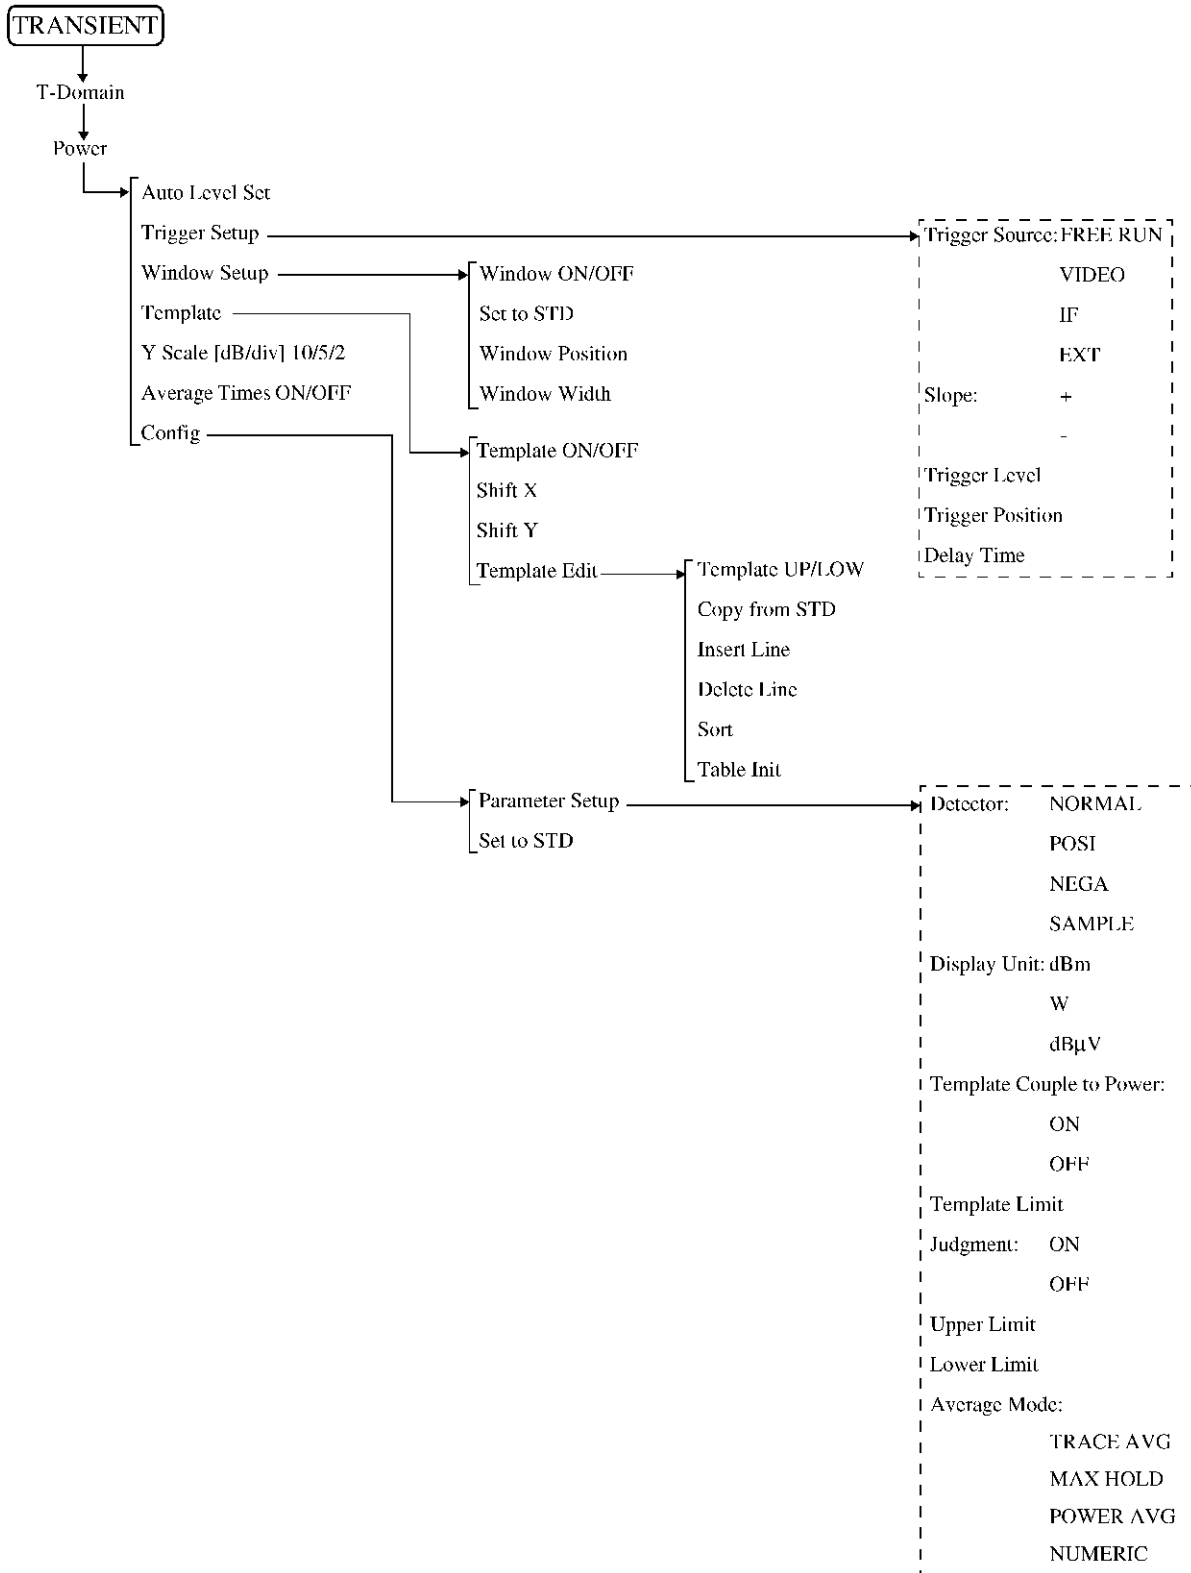 TRANSIENT
T-Domain
Power
Auto Level Set
Trigger Setup
Window Setup
Template
Y Scale [dB/div] 10/5/2
Average Times ON/OFF
Config
Window ON/OFF
Set to STD
Window Position
Window Width
Template ON/OFF
Shift X
Shift Y
Template Edit
Template UP/LOW
Copy from STD
Insert Line
Delete Line
Sort
Table Init
Trigger Source: FREE RUN
VIDEO
IF
EXT
Slope: +
-
Trigger Level
Trigger Position
Delay Time
Parameter Setup
Set to STD
Detector: NORMAL
POSI
NEGA
SAMPLE
Display Unit: dBm
W
dBμV
Template Couple to Power:
ON
OFF
Template Limit
Judgment: ON
OFF
Upper Limit
Lower Limit
Average Mode:
TRACE AVG
MAX HOLD
POWER AVG
NUMERIC